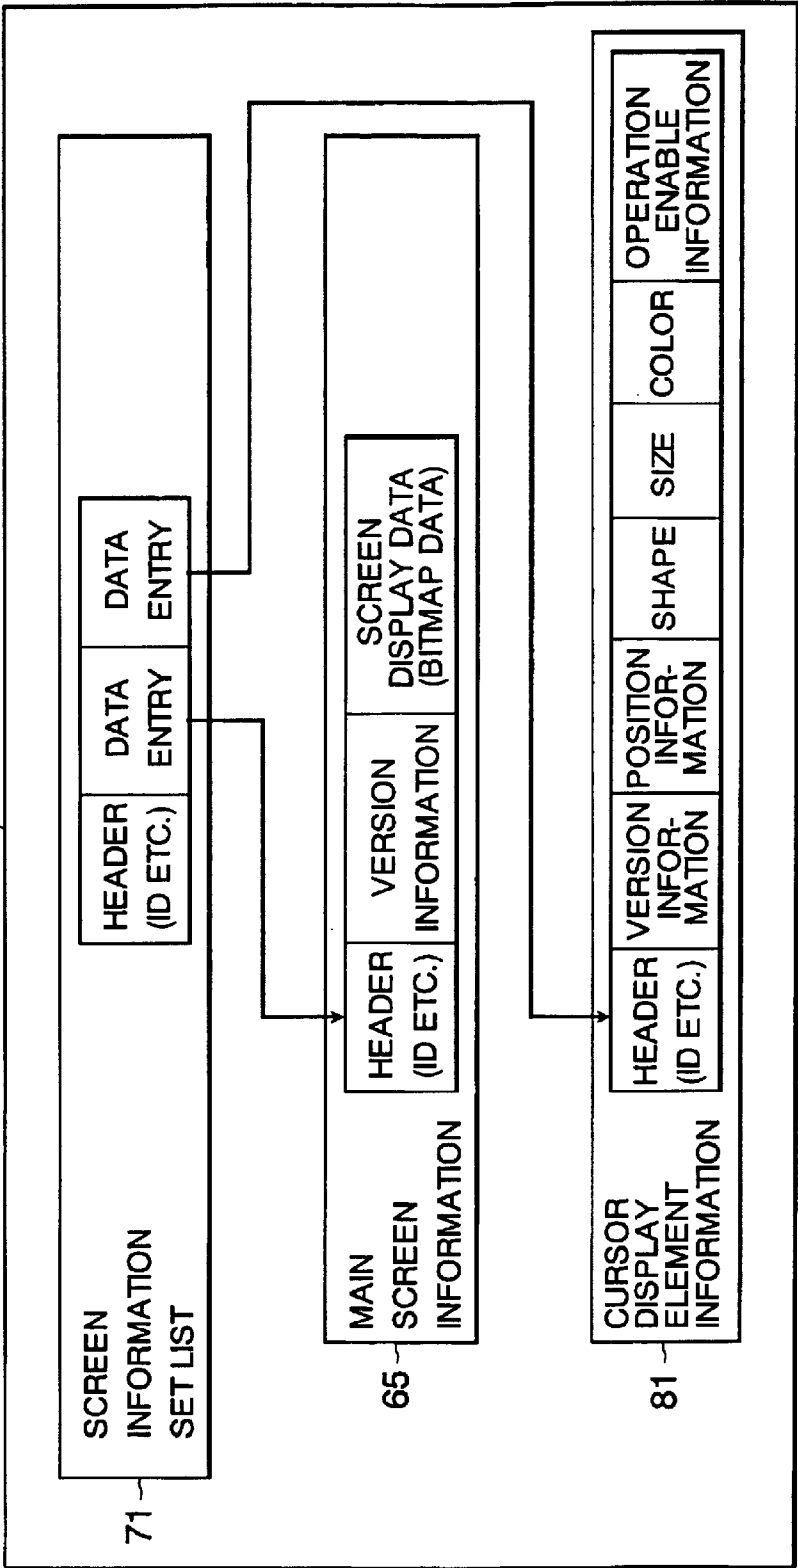 71
SCREEN
INFORMATION
SET LIST
HEADER
(ID ETC.)
DATA
ENTRY
DATA
ENTRY
65
MAIN
SCREEN
INFORMATION
HEADER
(ID ETC.)
VERSION
INFORMATION
SCREEN
DISPLAY DATA
(BITMAP DATA)
81
CURSOR
DISPLAY
ELEMENT
INFORMATION
HEADER
(ID ETC.)
VERSION
INFOR-
MATION
POSITION
INFOR-
MATION
SHAPE
SIZE
COLOR
OPERATION
ENABLE
INFORMATION